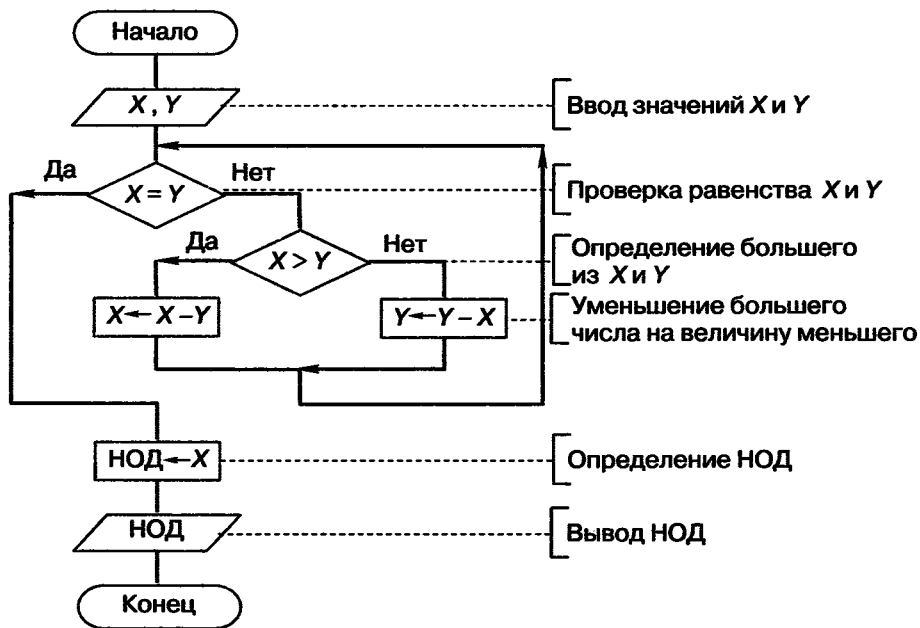 Начало
X, Y
Ввод значений X и Y
Да
Нет
X = Y
Проверка равенства X и Y
Да
Нет
X > Y
Определение большего
из X и Y
X ← X – Y
Y ← Y – X
Уменьшение большего
числа на величину меньшего
НОД ← X
Определение НОД
НОД
Вывод НОД
Конец